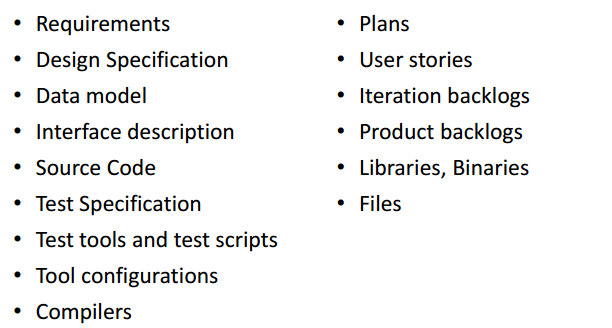 • Requirements
• Design Specification
• Data model
• Interface description
• Source Code
• Test Specification
• Test tools and test scripts
• Tool configurations
• Compilers
• Plans
• User stories
• Iteration backlogs
• Product backlogs
• Libraries, Binaries
• Files